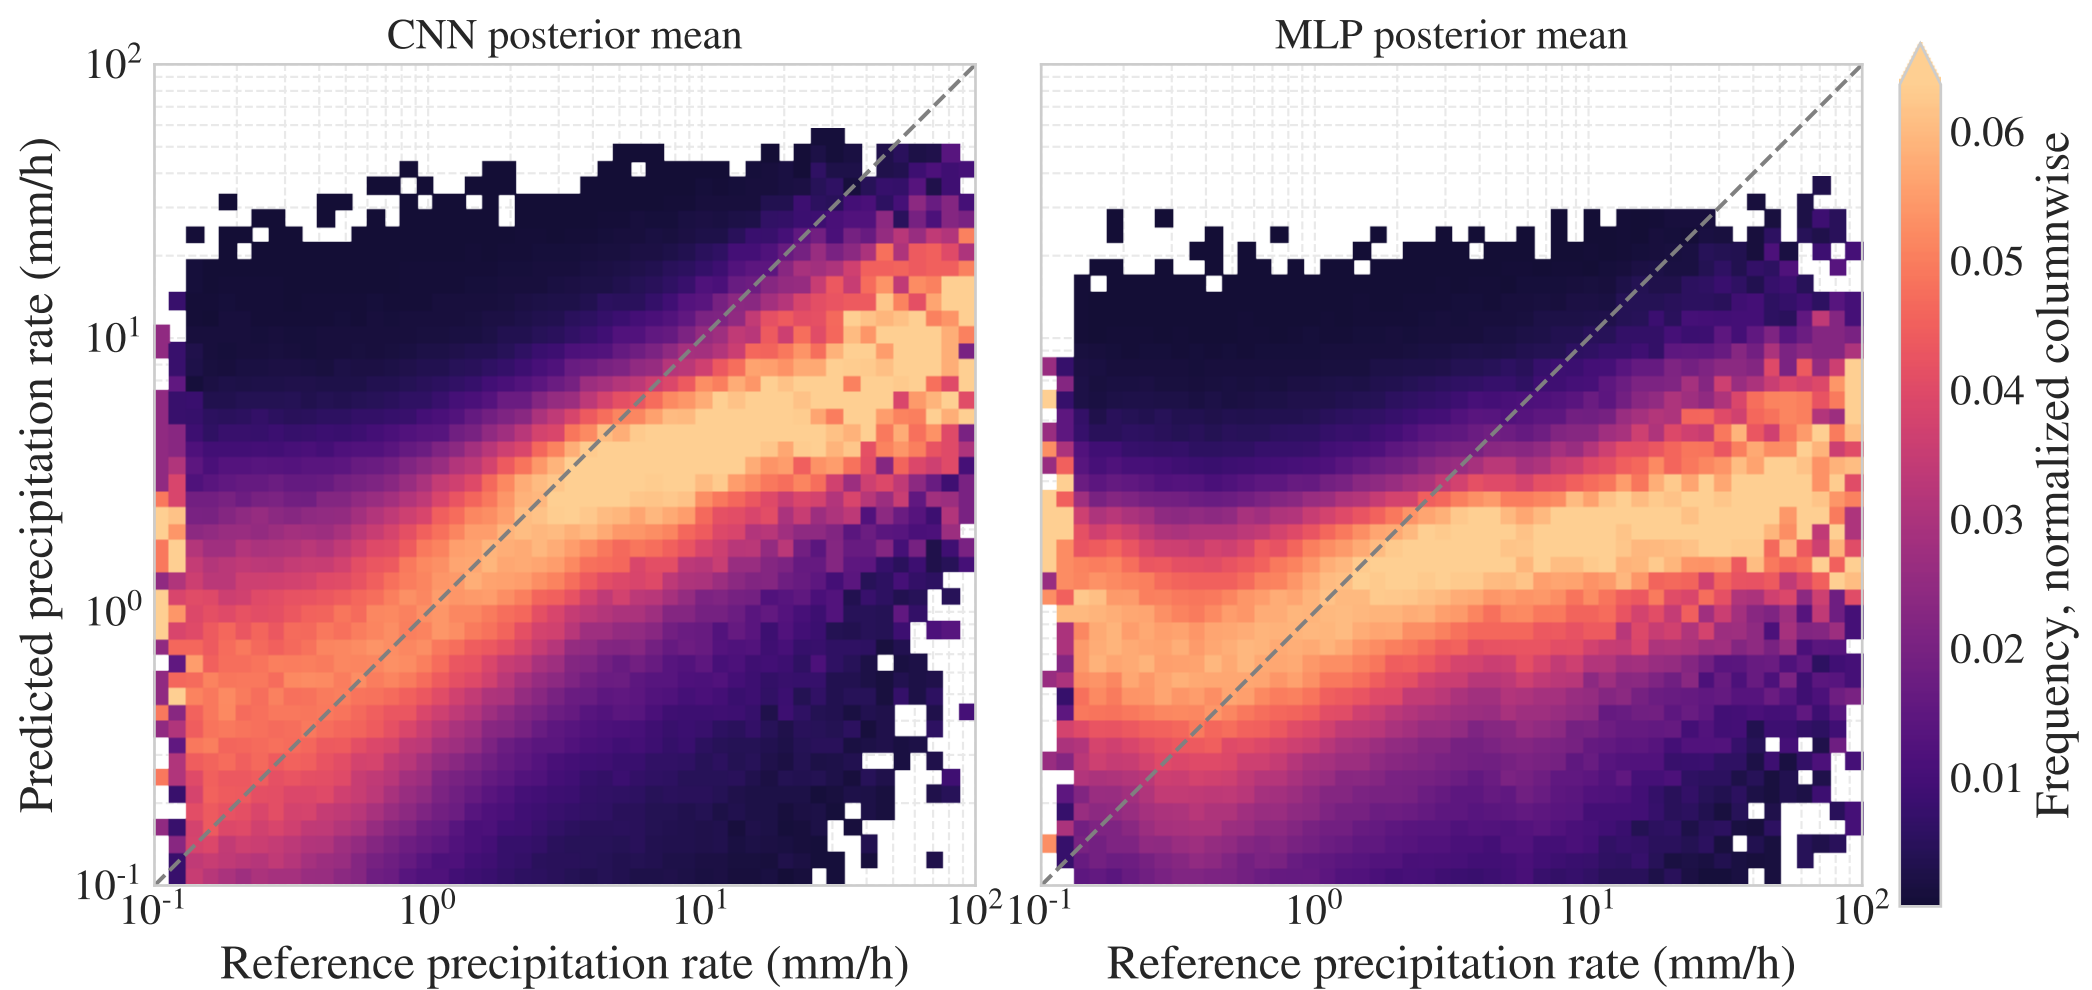 CNN posterior mean
MLP posterior mean
Predicted precipitation rate (mm/h)
10²
10¹
10⁰
10⁻¹
10⁻¹ 10⁰ 10¹ 10²
10⁻¹ 10⁰ 10¹ 10²
Reference precipitation rate (mm/h)
Reference precipitation rate (mm/h)
0.06
0.05
0.04
0.03
0.02
0.01
Frequency, normalized columnwise